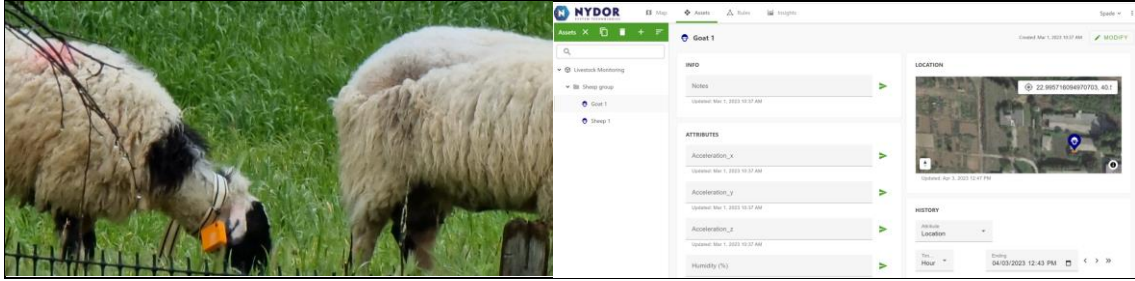 NYDOR
Map
Assets
Rules
Insights
Spade
Assets
Goat 1
Created: Mar 1, 2023 10:37 AM
MODIFY
Livestock Monitoring
Sheep group
Goat 1
Sheep 1
INFO
Notes
Updated: Mar 1, 2023 10:37 AM
ATTRIBUTES
Acceleration_x
Updated: Mar 1, 2023 10:37 AM
Acceleration_y
Updated: Mar 1, 2023 10:37 AM
Acceleration_z
Updated: Mar 1, 2023 10:37 AM
Humidity (%)
LOCATION
22.995716094970703, 40.5
Updated: Apr 3, 2023 12:41 PM
HISTORY
Attribute
Location
Tim...
Hour
Ending
04/03/2023 12:43 PM